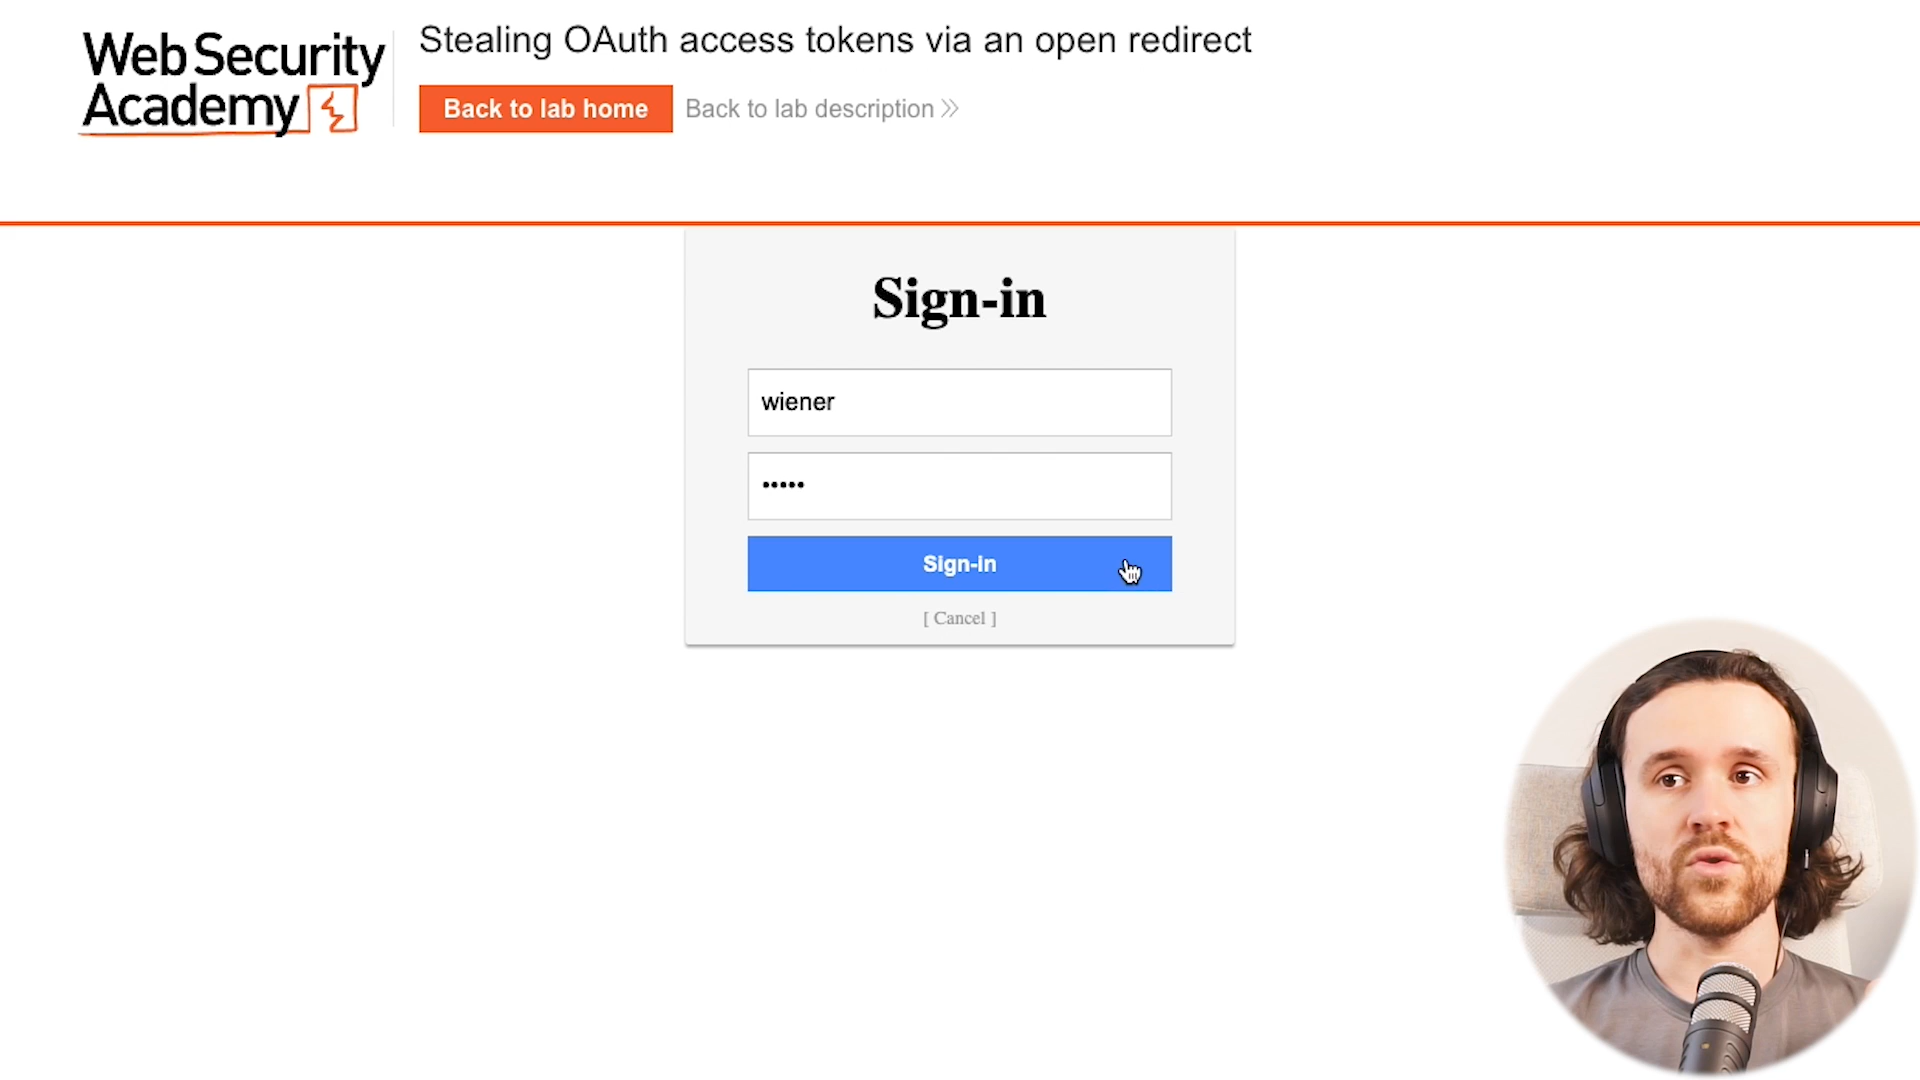 Web Security
Academy
Stealing OAuth access tokens via an open redirect
Back to lab home
Back to lab description >>
Sign-in
wiener
•••••
Sign-in
[ Cancel ]